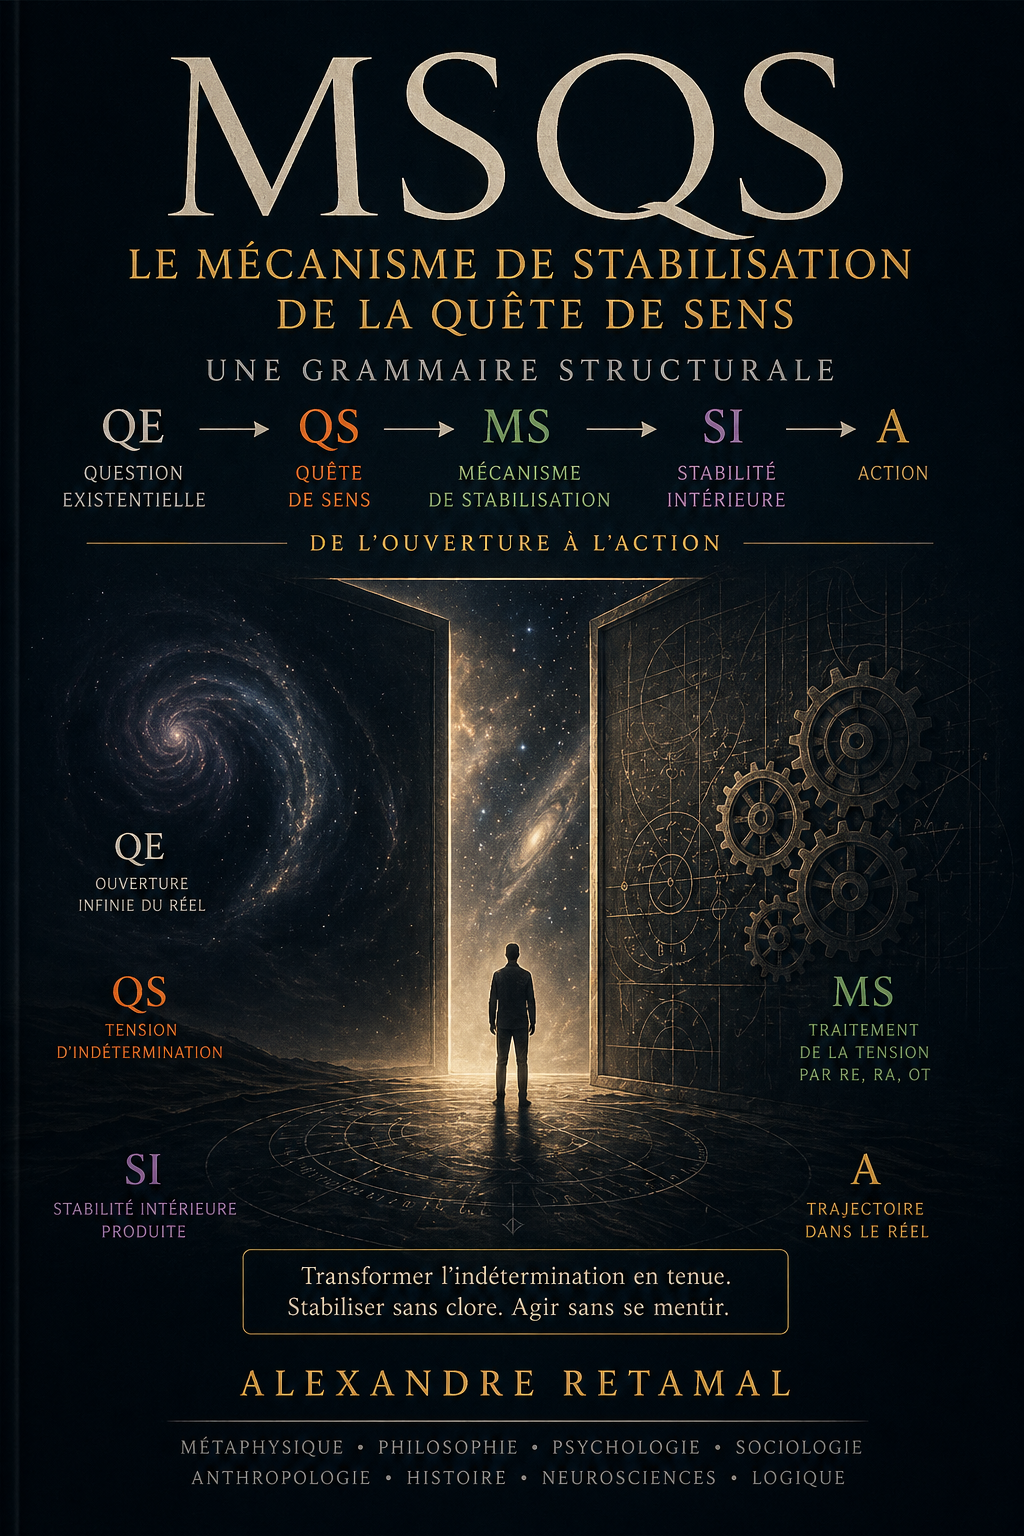 MSQS
LE MÉCANISME DE STABILISATION
DE LA QUÊTE DE SENS
UNE GRAMMAIRE STRUCTURALE
QE → QS → MS → SI → A
QUESTION EXISTENTIELLE
QUÊTE DE SENS
MÉCANISME DE STABILISATION
STABILITÉ INTÉRIEURE
ACTION
DE L'OUVERTURE À L'ACTION
QE
OUVERTURE
INFINIE DU RÉEL
QS
TENSION
D'INDÉTERMINATION
MS
TRAITEMENT
DE LA TENSION
PAR RE, RA, OT
SI
STABILITÉ INTÉRIEURE
PRODUITE
A
TRAJECTOIRE
DANS LE RÉEL
Transformer l'indétermination en tenue.
Stabiliser sans clore. Agir sans se mentir.
ALEXANDRE RETAMAL
MÉTAPHYSIQUE • PHILOSOPHIE • PSYCHOLOGIE • SOCIOLOGIE
ANTHROPOLOGIE • HISTOIRE • NEUROSCIENCES • LOGIQUE